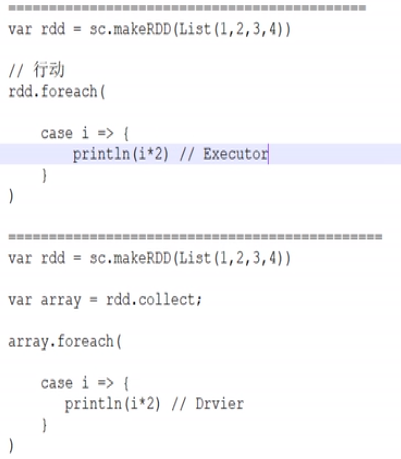 ============================================
var rdd = sc.makeRDD(List(1,2,3,4))
// 行动
rdd.foreach(
case i => {
println(i*2) // Executor
}
)
==============================================
var rdd = sc.makeRDD(List(1,2,3,4))
var array = rdd.collect;
array.foreach(
case i => {
println(i*2) // Drvier
}
)